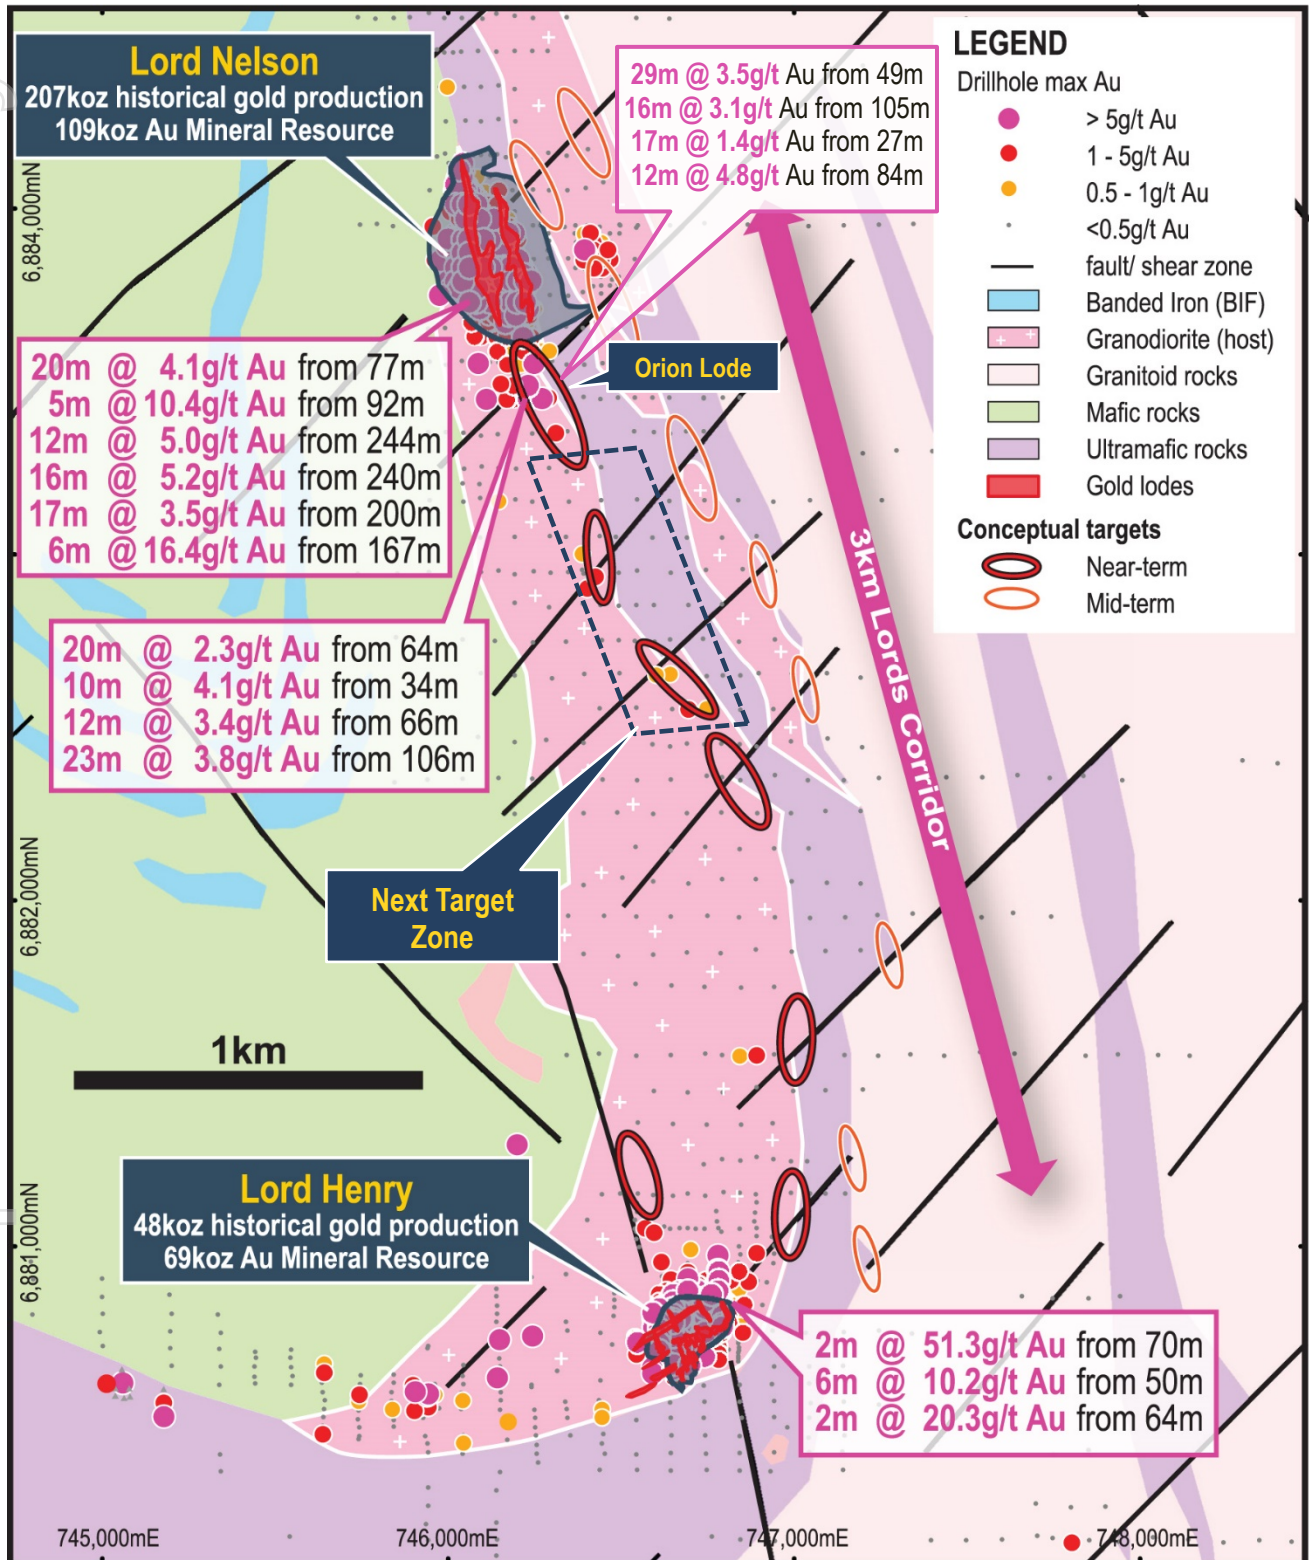 Lord Nelson
207koz historical gold production
109koz Au Mineral Resource
29m @ 3.5g/t Au from 49m
16m @ 3.1g/t Au from 105m
17m @ 1.4g/t Au from 27m
12m @ 4.8g/t Au from 84m
LEGEND
Drillhole max Au
> 5g/t Au
1 - 5g/t Au
0.5 - 1g/t Au
<0.5g/t Au
fault/ shear zone
Banded Iron (BIF)
Granodiorite (host)
Granitoid rocks
Mafic rocks
Ultramafic rocks
Gold lodes
Conceptual targets
Near-term
Mid-term
6,884,000mN
20m @ 4.1g/t Au from 77m
5m @ 10.4g/t Au from 92m
12m @ 5.0g/t Au from 244m
16m @ 5.2g/t Au from 240m
17m @ 3.5g/t Au from 200m
6m @ 16.4g/t Au from 167m
Orion Lode
3km Lords Corridor
20m @ 2.3g/t Au from 64m
10m @ 4.1g/t Au from 34m
12m @ 3.4g/t Au from 66m
23m @ 3.8g/t Au from 106m
6,882,000mN
Next Target
Zone
1km
Lord Henry
48koz historical gold production
69koz Au Mineral Resource
6,881,000mN
2m @ 51.3g/t Au from 70m
6m @ 10.2g/t Au from 50m
2m @ 20.3g/t Au from 64m
745,000mE
746,000mE
747,000mE
748,000mE